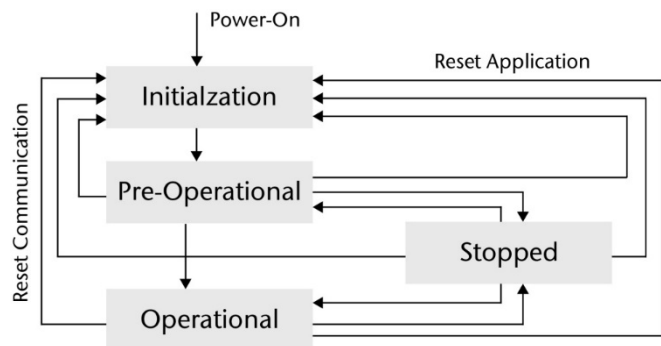 Power-On
Reset Application
Initialzation
Reset Communication
Pre-Operational
Stopped
Operational